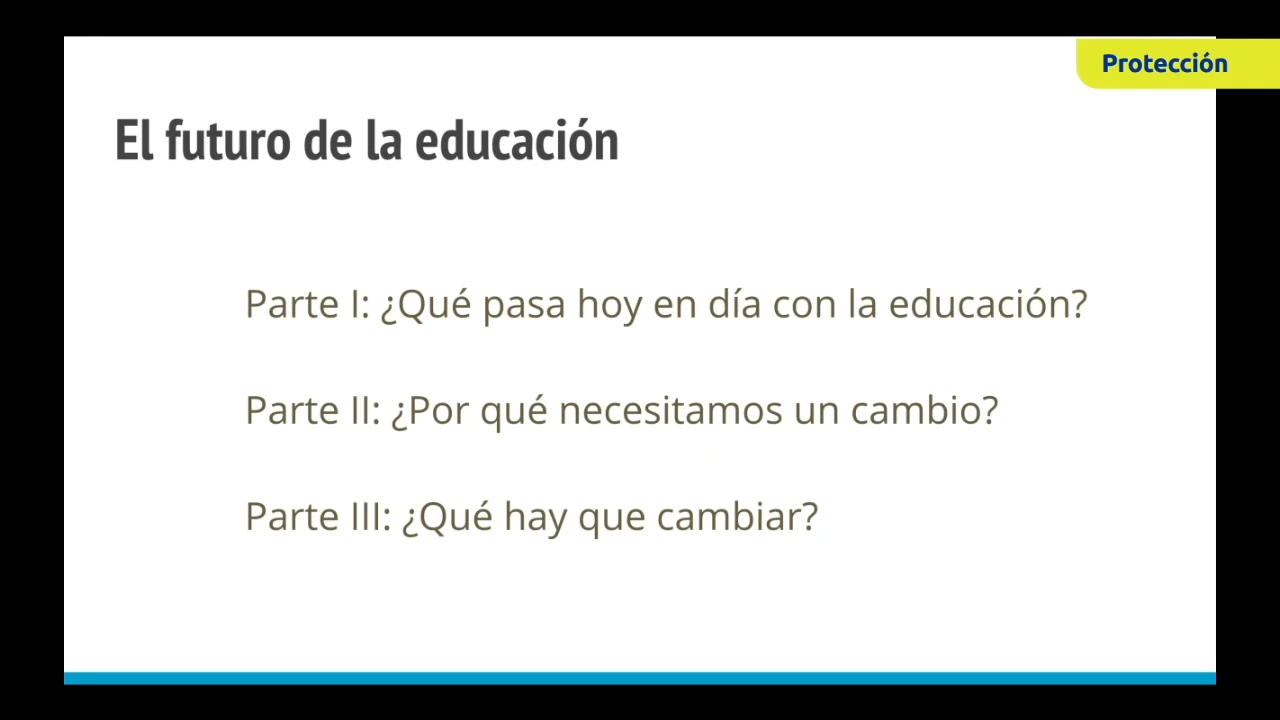 Protección
El futuro de la educación
Parte I: ¿Qué pasa hoy en día con la educación?
Parte II: ¿Por qué necesitamos un cambio?
Parte III: ¿Qué hay que cambiar?